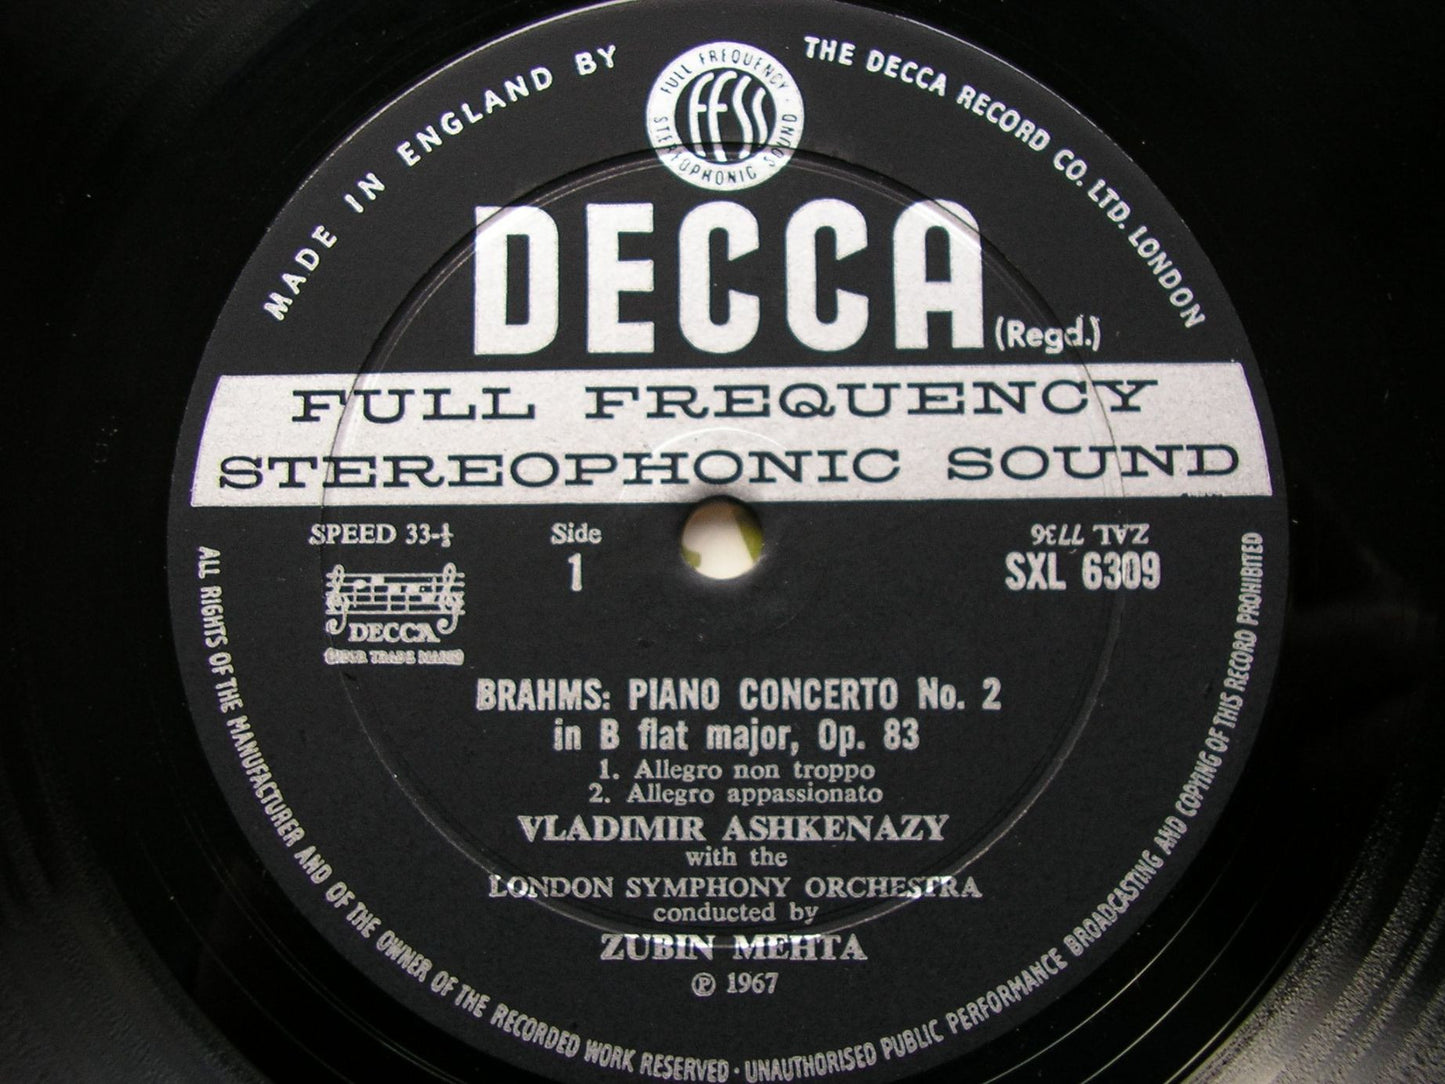 MADE IN ENGLAND BY THE DECCA RECORD CO. LTD. LONDON
FULL FREQUENCY
FFSS
STEREOPHONIC SOUND
DECCA (Regd.)
FULL FREQUENCY
STEREOPHONIC SOUND
SPEED 33-⅓
Side
1
ZAL 7736
SXL 6309
DECCA
TRADE MARK
BRAHMS: PIANO CONCERTO No. 2
in B flat major, Op. 83
1. Allegro non troppo
2. Allegro appassionato
VLADIMIR ASHKENAZY
with the
LONDON SYMPHONY ORCHESTRA
conducted by
ZUBIN MEHTA
℗ 1967
ALL RIGHTS OF THE MANUFACTURER AND OF THE OWNER OF THE RECORDED WORK RESERVED · UNAUTHORISED PUBLIC PERFORMANCE BROADCASTING AND COPYING OF THIS RECORD PROHIBITED